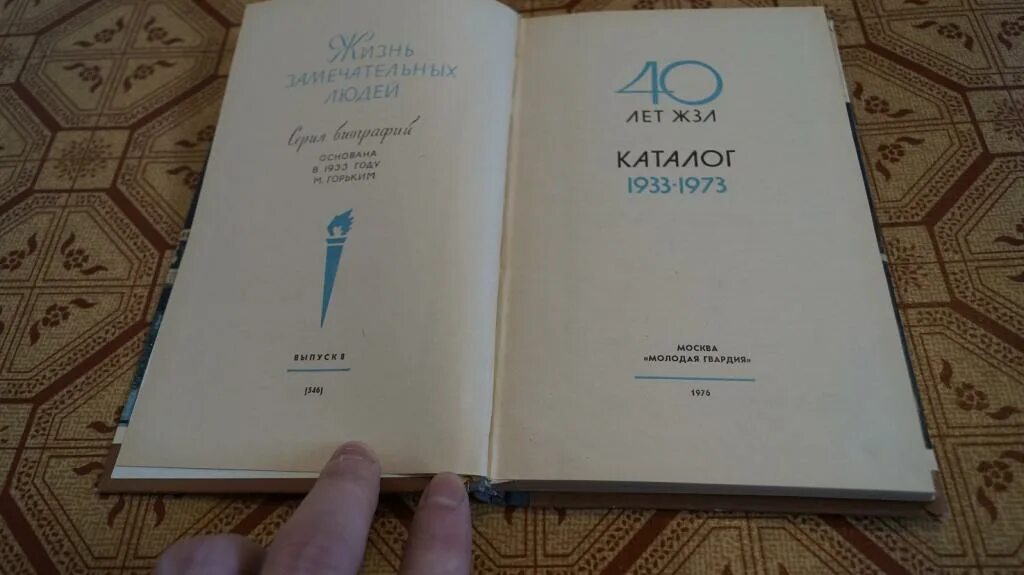 Жизнь
ЗАМЕЧАТЕЛЬНЫХ
ЛЮДЕЙ
Серия биографий
ОСНОВАНА
В 1933 ГОДУ
М. ГОРЬКИМ
ВЫПУСК 8
(546)
40
ЛЕТ ЖЗЛ
КАТАЛОГ
1933·1973
МОСКВА
«МОЛОДАЯ ГВАРДИЯ»
1976